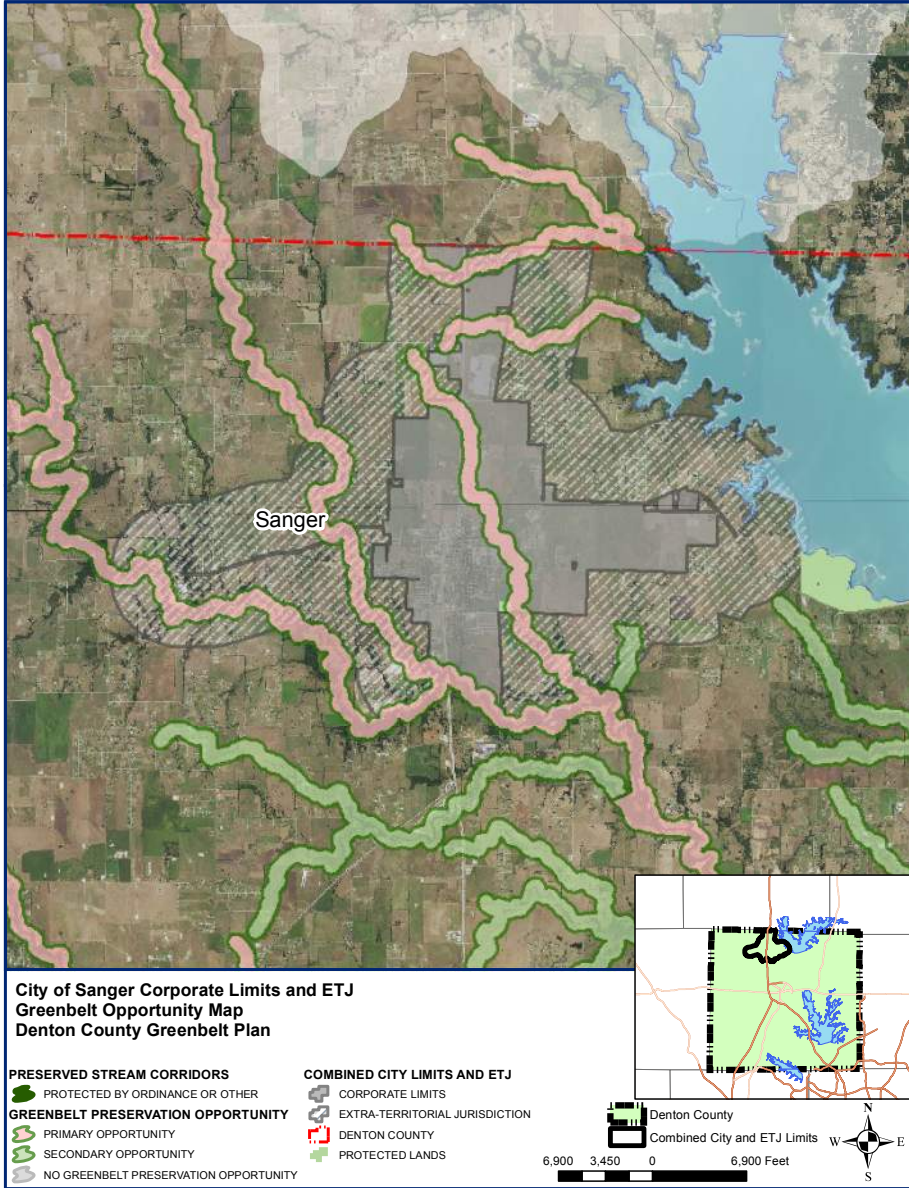 Sanger
City of Sanger Corporate Limits and ETJ
Greenbelt Opportunity Map
Denton County Greenbelt Plan
PRESERVED STREAM CORRIDORS
PROTECTED BY ORDINANCE OR OTHER
GREENBELT PRESERVATION OPPORTUNITY
PRIMARY OPPORTUNITY
SECONDARY OPPORTUNITY
NO GREENBELT PRESERVATION OPPORTUNITY
COMBINED CITY LIMITS AND ETJ
CORPORATE LIMITS
EXTRA-TERRITORIAL JURISDICTION
DENTON COUNTY
PROTECTED LANDS
Denton County
Combined City and ETJ Limits
6,900 3,450 0 6,900 Feet
N
W E
S